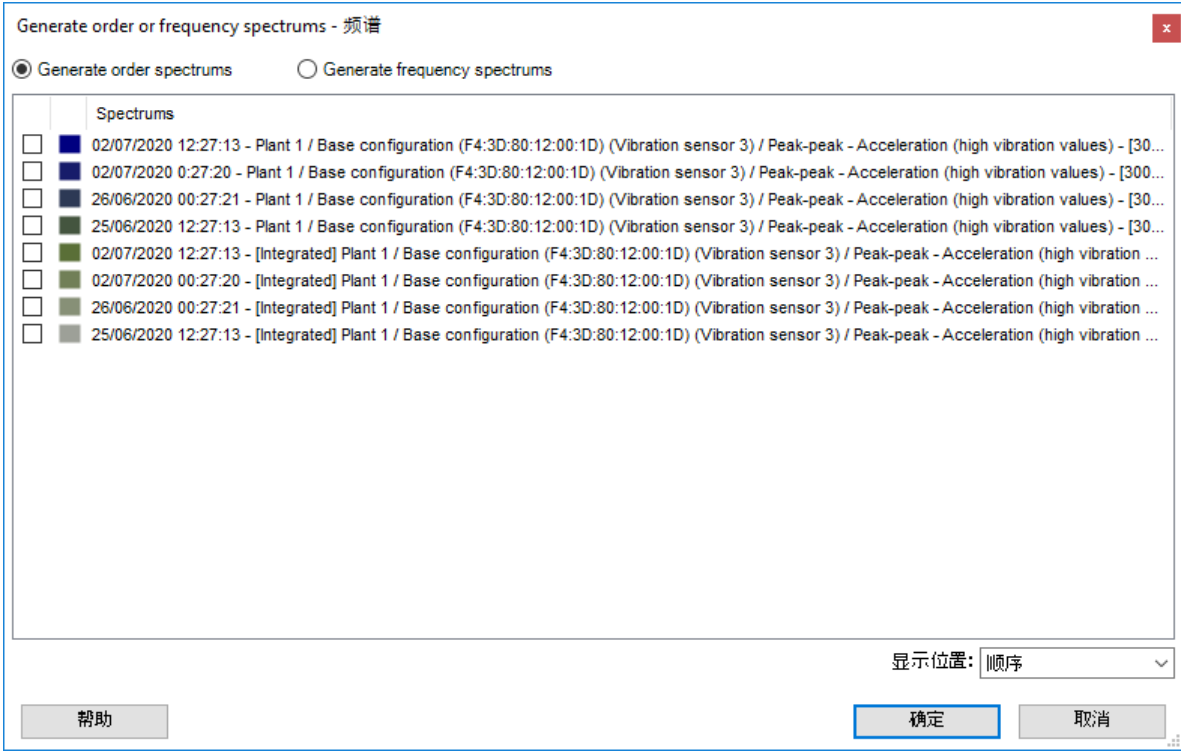 Generate order or frequency spectrums - 频谱
x
Generate order spectrums Generate frequency spectrums
Spectrums
02/07/2020 12:27:13 - Plant 1 / Base configuration (F4:3D:80:12:00:1D) (Vibration sensor 3) / Peak-peak - Acceleration (high vibration values) - [30...
02/07/2020 0:27:20 - Plant 1 / Base configuration (F4:3D:80:12:00:1D) (Vibration sensor 3) / Peak-peak - Acceleration (high vibration values) - [300...
26/06/2020 00:27:21 - Plant 1 / Base configuration (F4:3D:80:12:00:1D) (Vibration sensor 3) / Peak-peak - Acceleration (high vibration values) - [30...
25/06/2020 12:27:13 - Plant 1 / Base configuration (F4:3D:80:12:00:1D) (Vibration sensor 3) / Peak-peak - Acceleration (high vibration values) - [30...
02/07/2020 12:27:13 - [Integrated] Plant 1 / Base configuration (F4:3D:80:12:00:1D) (Vibration sensor 3) / Peak-peak - Acceleration (high vibration ...
02/07/2020 00:27:20 - [Integrated] Plant 1 / Base configuration (F4:3D:80:12:00:1D) (Vibration sensor 3) / Peak-peak - Acceleration (high vibration ...
26/06/2020 00:27:21 - [Integrated] Plant 1 / Base configuration (F4:3D:80:12:00:1D) (Vibration sensor 3) / Peak-peak - Acceleration (high vibration ...
25/06/2020 12:27:13 - [Integrated] Plant 1 / Base configuration (F4:3D:80:12:00:1D) (Vibration sensor 3) / Peak-peak - Acceleration (high vibration ...
显示位置: 顺序
帮助 确定 取消